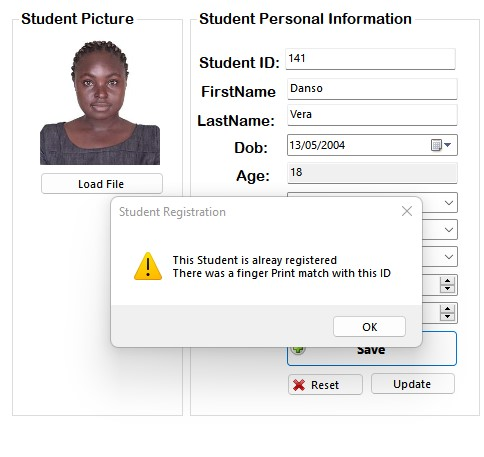 Student Picture
Load File
Student Personal Information
Student ID: 141
FirstName Danso
LastName: Vera
Dob: 13/05/2004
Age: 18
Student Registration
This Student is alreay registered
There was a finger Print match with this ID
OK
Save
Reset
Update